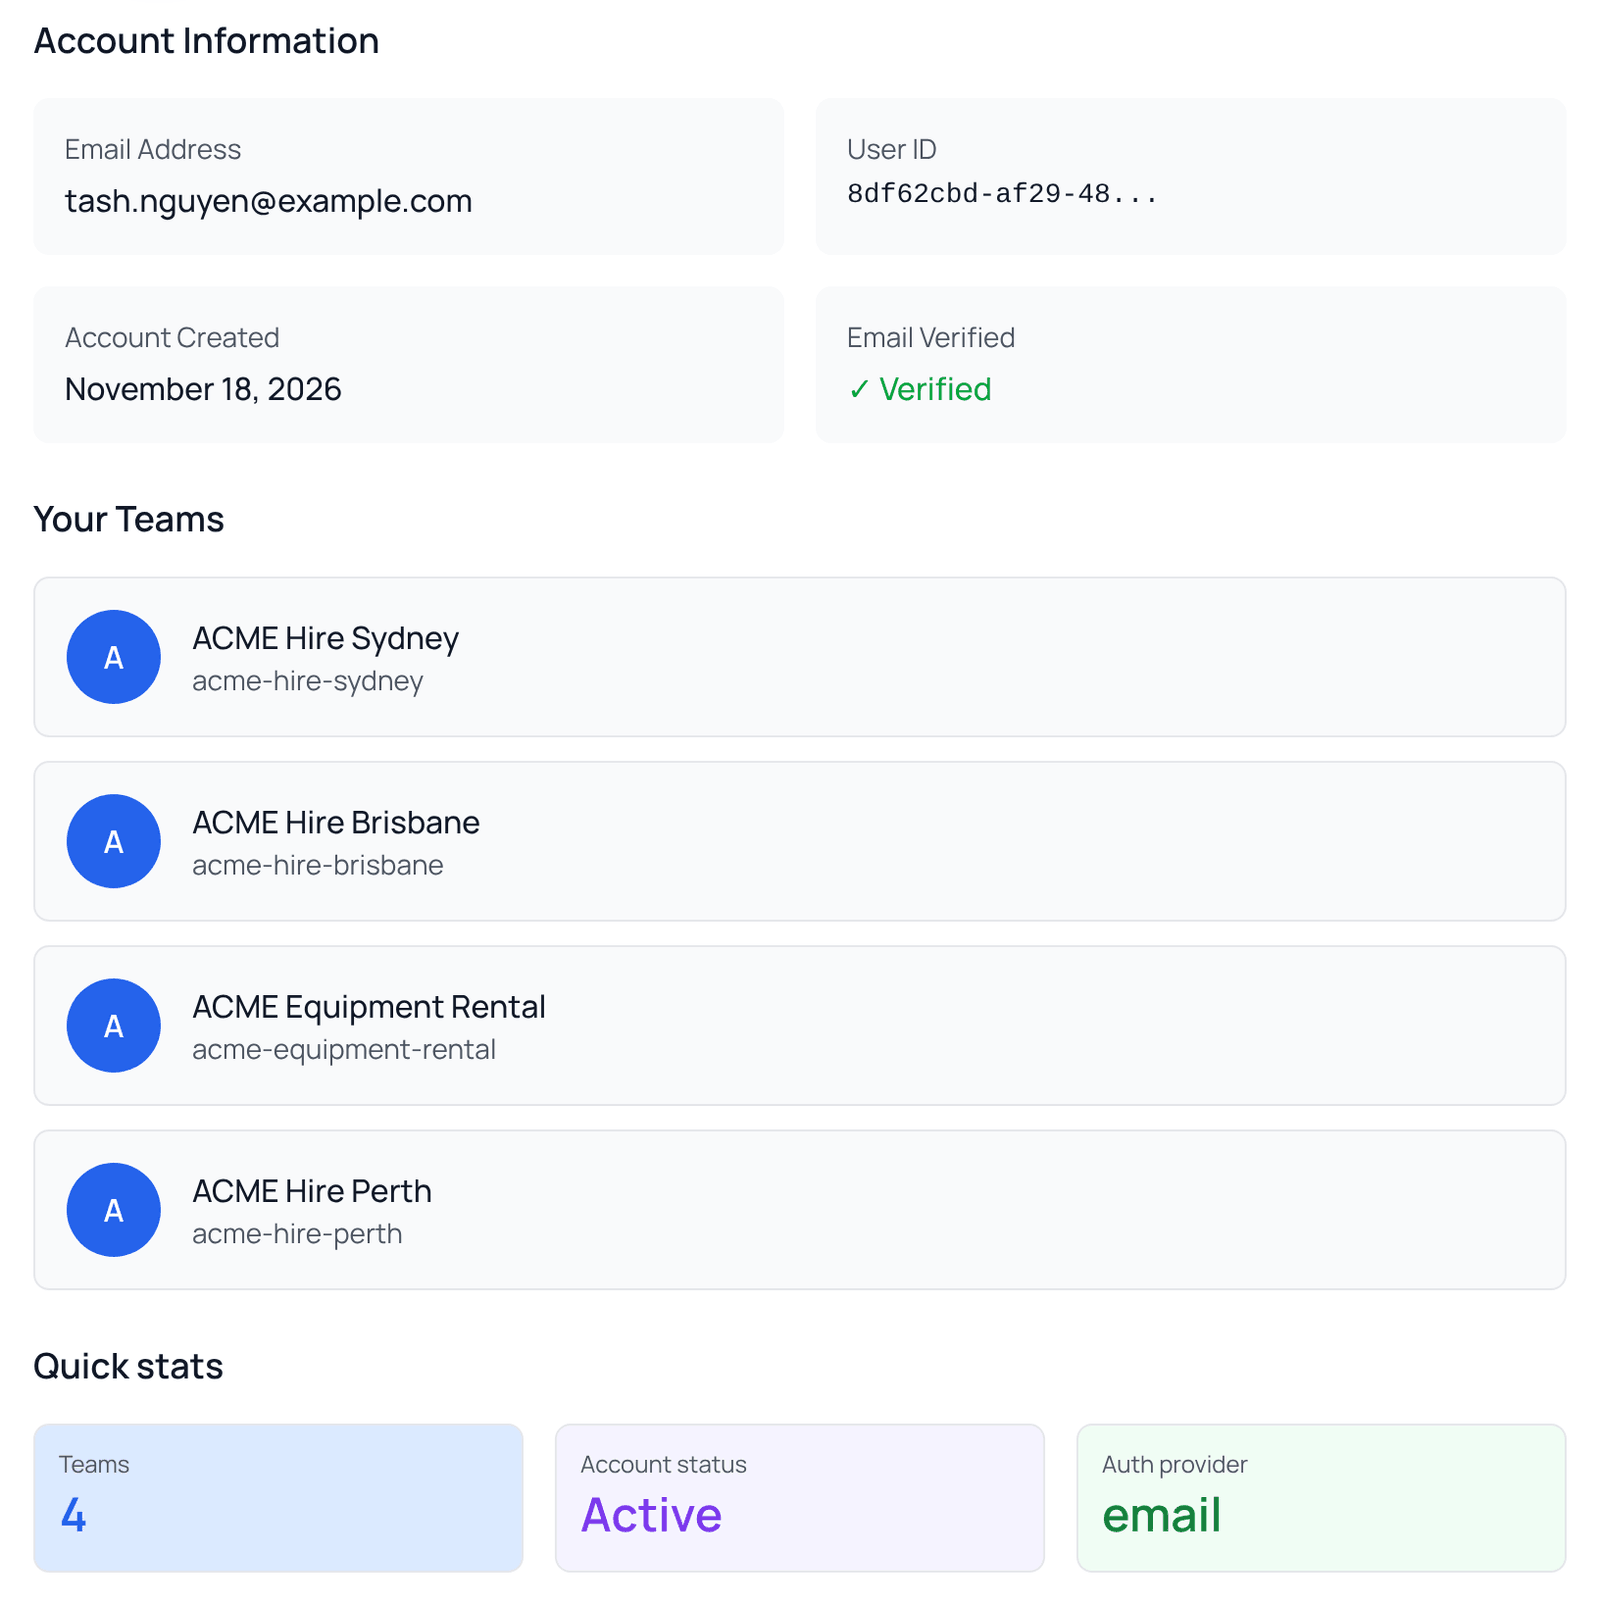 Account Information
Email Address
tash.nguyen@example.com
User ID
8df62cbd-af29-48...
Account Created
November 18, 2026
Email Verified
✓ Verified
Your Teams
A
ACME Hire Sydney
acme-hire-sydney
A
ACME Hire Brisbane
acme-hire-brisbane
A
ACME Equipment Rental
acme-equipment-rental
A
ACME Hire Perth
acme-hire-perth
Quick stats
Teams
4
Account status
Active
Auth provider
email